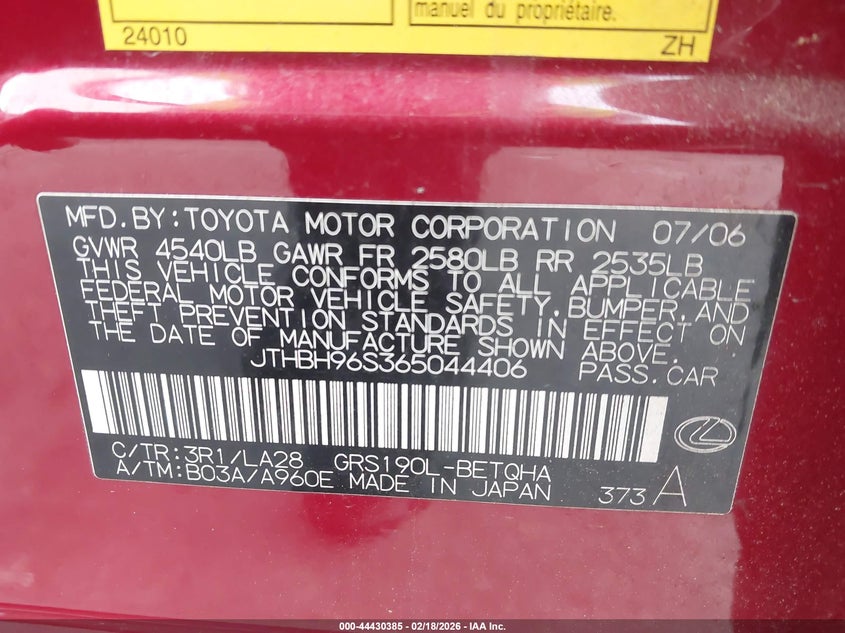 manuel du propriétaire.
24010 ZH
MFD. BY: TOYOTA MOTOR CORPORATION 07/06
GVWR 4540LB GAWR FR 2580LB RR 2535LB
THIS VEHICLE CONFORMS TO ALL APPLICABLE
FEDERAL MOTOR VEHICLE SAFETY, BUMPER, AND
THEFT PREVENTION STANDARDS IN EFFECT ON
THE DATE OF MANUFACTURE SHOWN ABOVE.
JTHBH96S365044406 PASS. CAR
C/TR: 3R1/LA28 GRS190L-BETQHA
A/TM: B03A/A960E MADE IN JAPAN 373 A
000-44430385 | 02/18/2026 | IAA Inc.